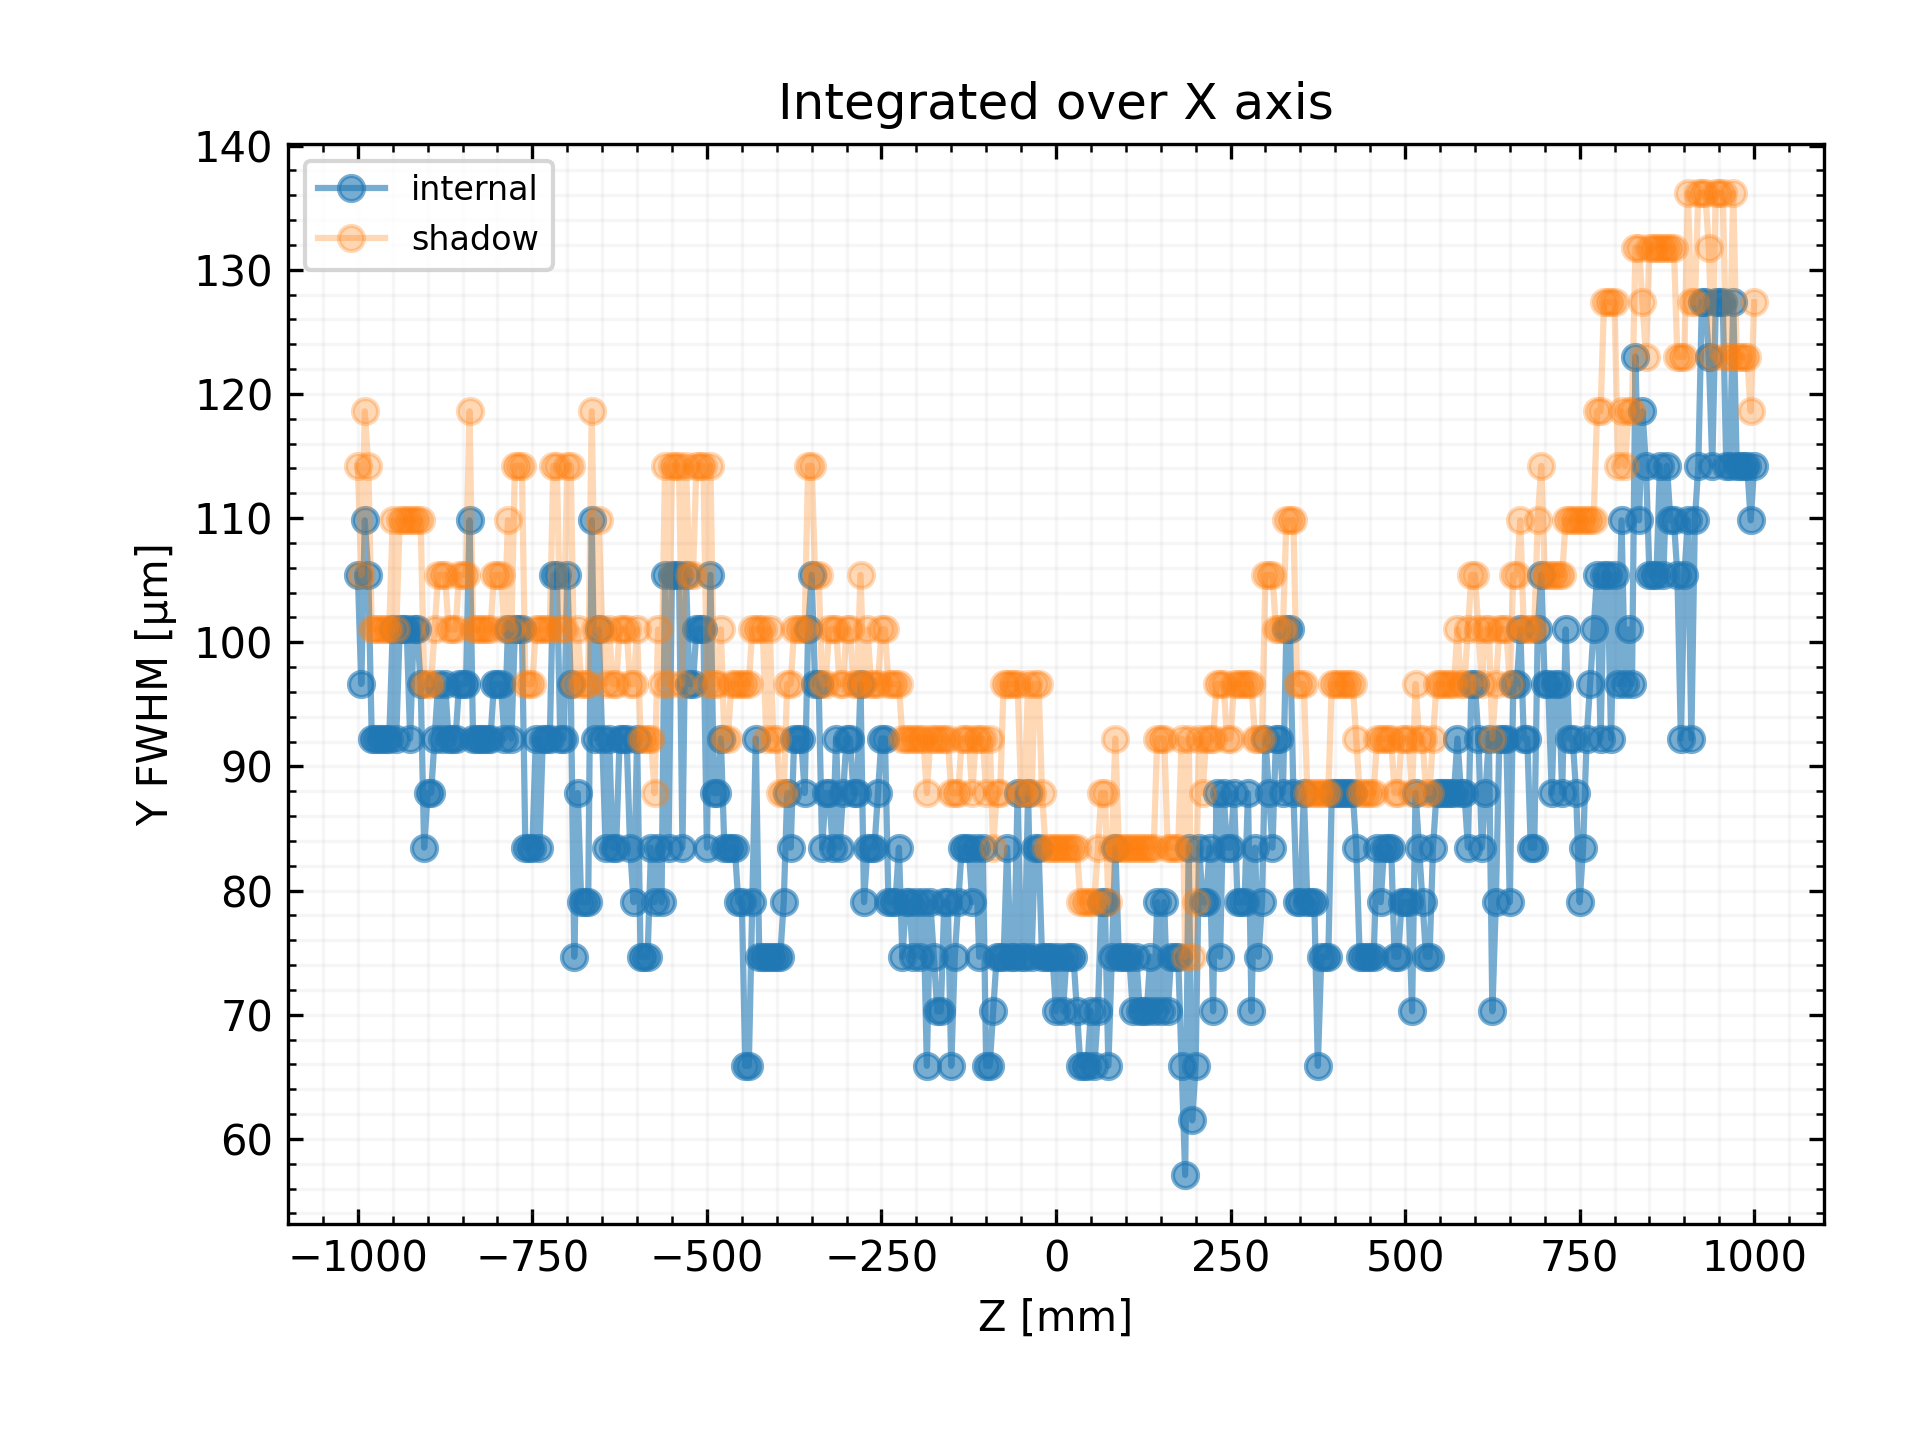 Integrated over X axis
internal
shadow
Y FWHM [μm]
140
130
120
110
100
90
80
70
60
−1000 −750 −500 −250 0 250 500 750 1000
Z [mm]